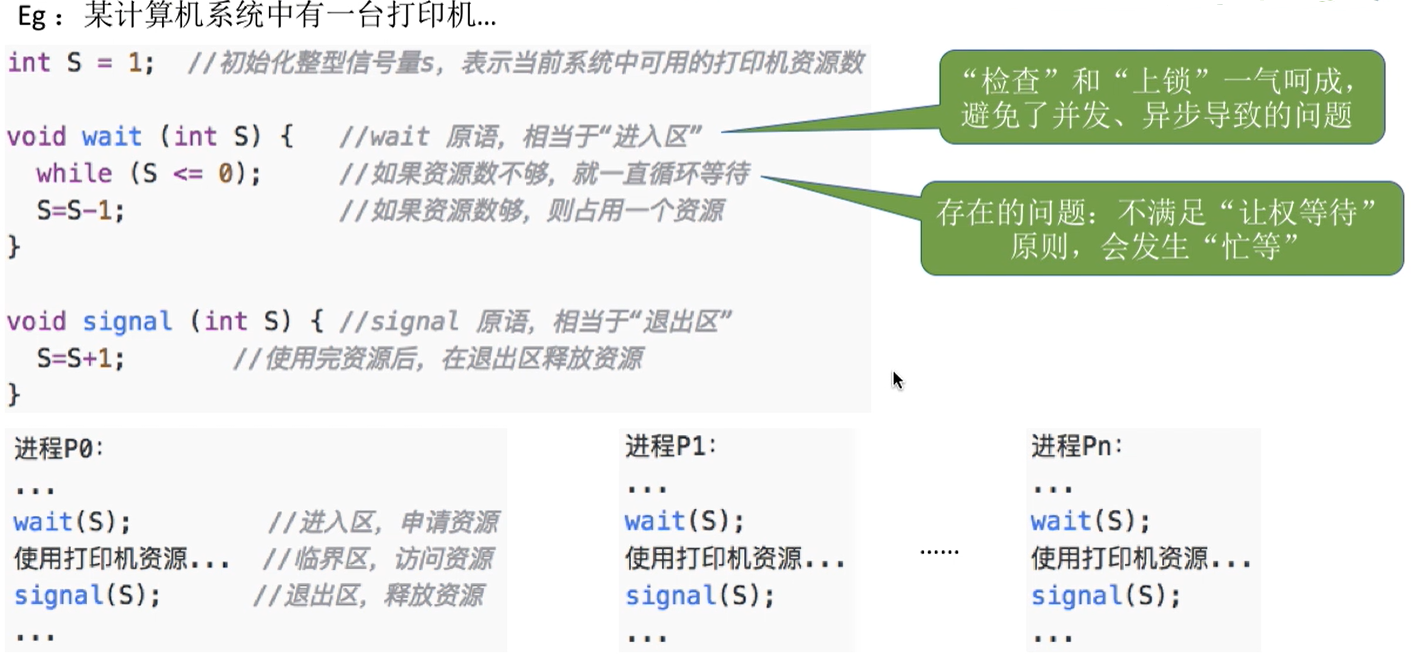 Eg：某计算机系统中有一台打印机...
int S = 1;  //初始化整型信号量s，表示当前系统中可用的打印机资源数
void wait (int S) {   //wait 原语，相当于“进入区”
while (S <= 0);      //如果资源数不够，就一直循环等待
S=S-1;               //如果资源数够，则占用一个资源
}
void signal (int S) { //signal 原语，相当于“退出区”
S=S+1;        //使用完资源后，在退出区释放资源
}
“检查”和“上锁”一气呵成，
避免了并发、异步导致的问题
存在的问题：不满足“让权等待”
原则，会发生“忙等”
进程P0：
...
wait(S);          //进入区，申请资源
使用打印机资源...  //临界区，访问资源
signal(S);       //退出区，释放资源
...
进程P1：
...
wait(S);
使用打印机资源...
signal(S);
...
......
进程Pn：
...
wait(S);
使用打印机资源...
signal(S);
...